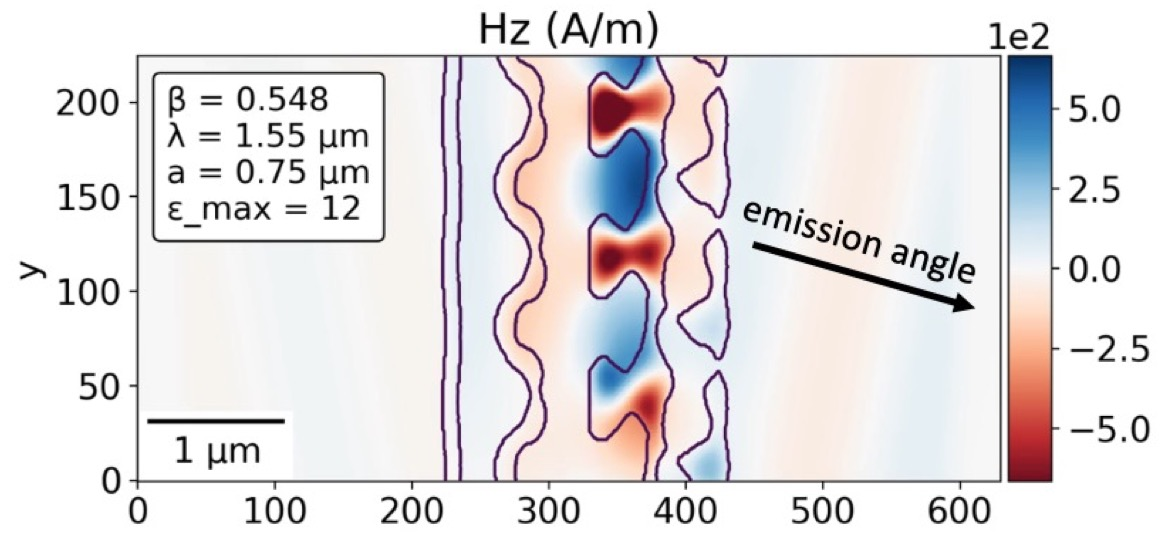 Hz (A/m)
1e2
β = 0.548
λ = 1.55 μm
a = 0.75 μm
ε_max = 12
emission angle
1 μm
y
200
150
100
50
0
0 100 200 300 400 500 600
5.0
2.5
0.0
−2.5
−5.0